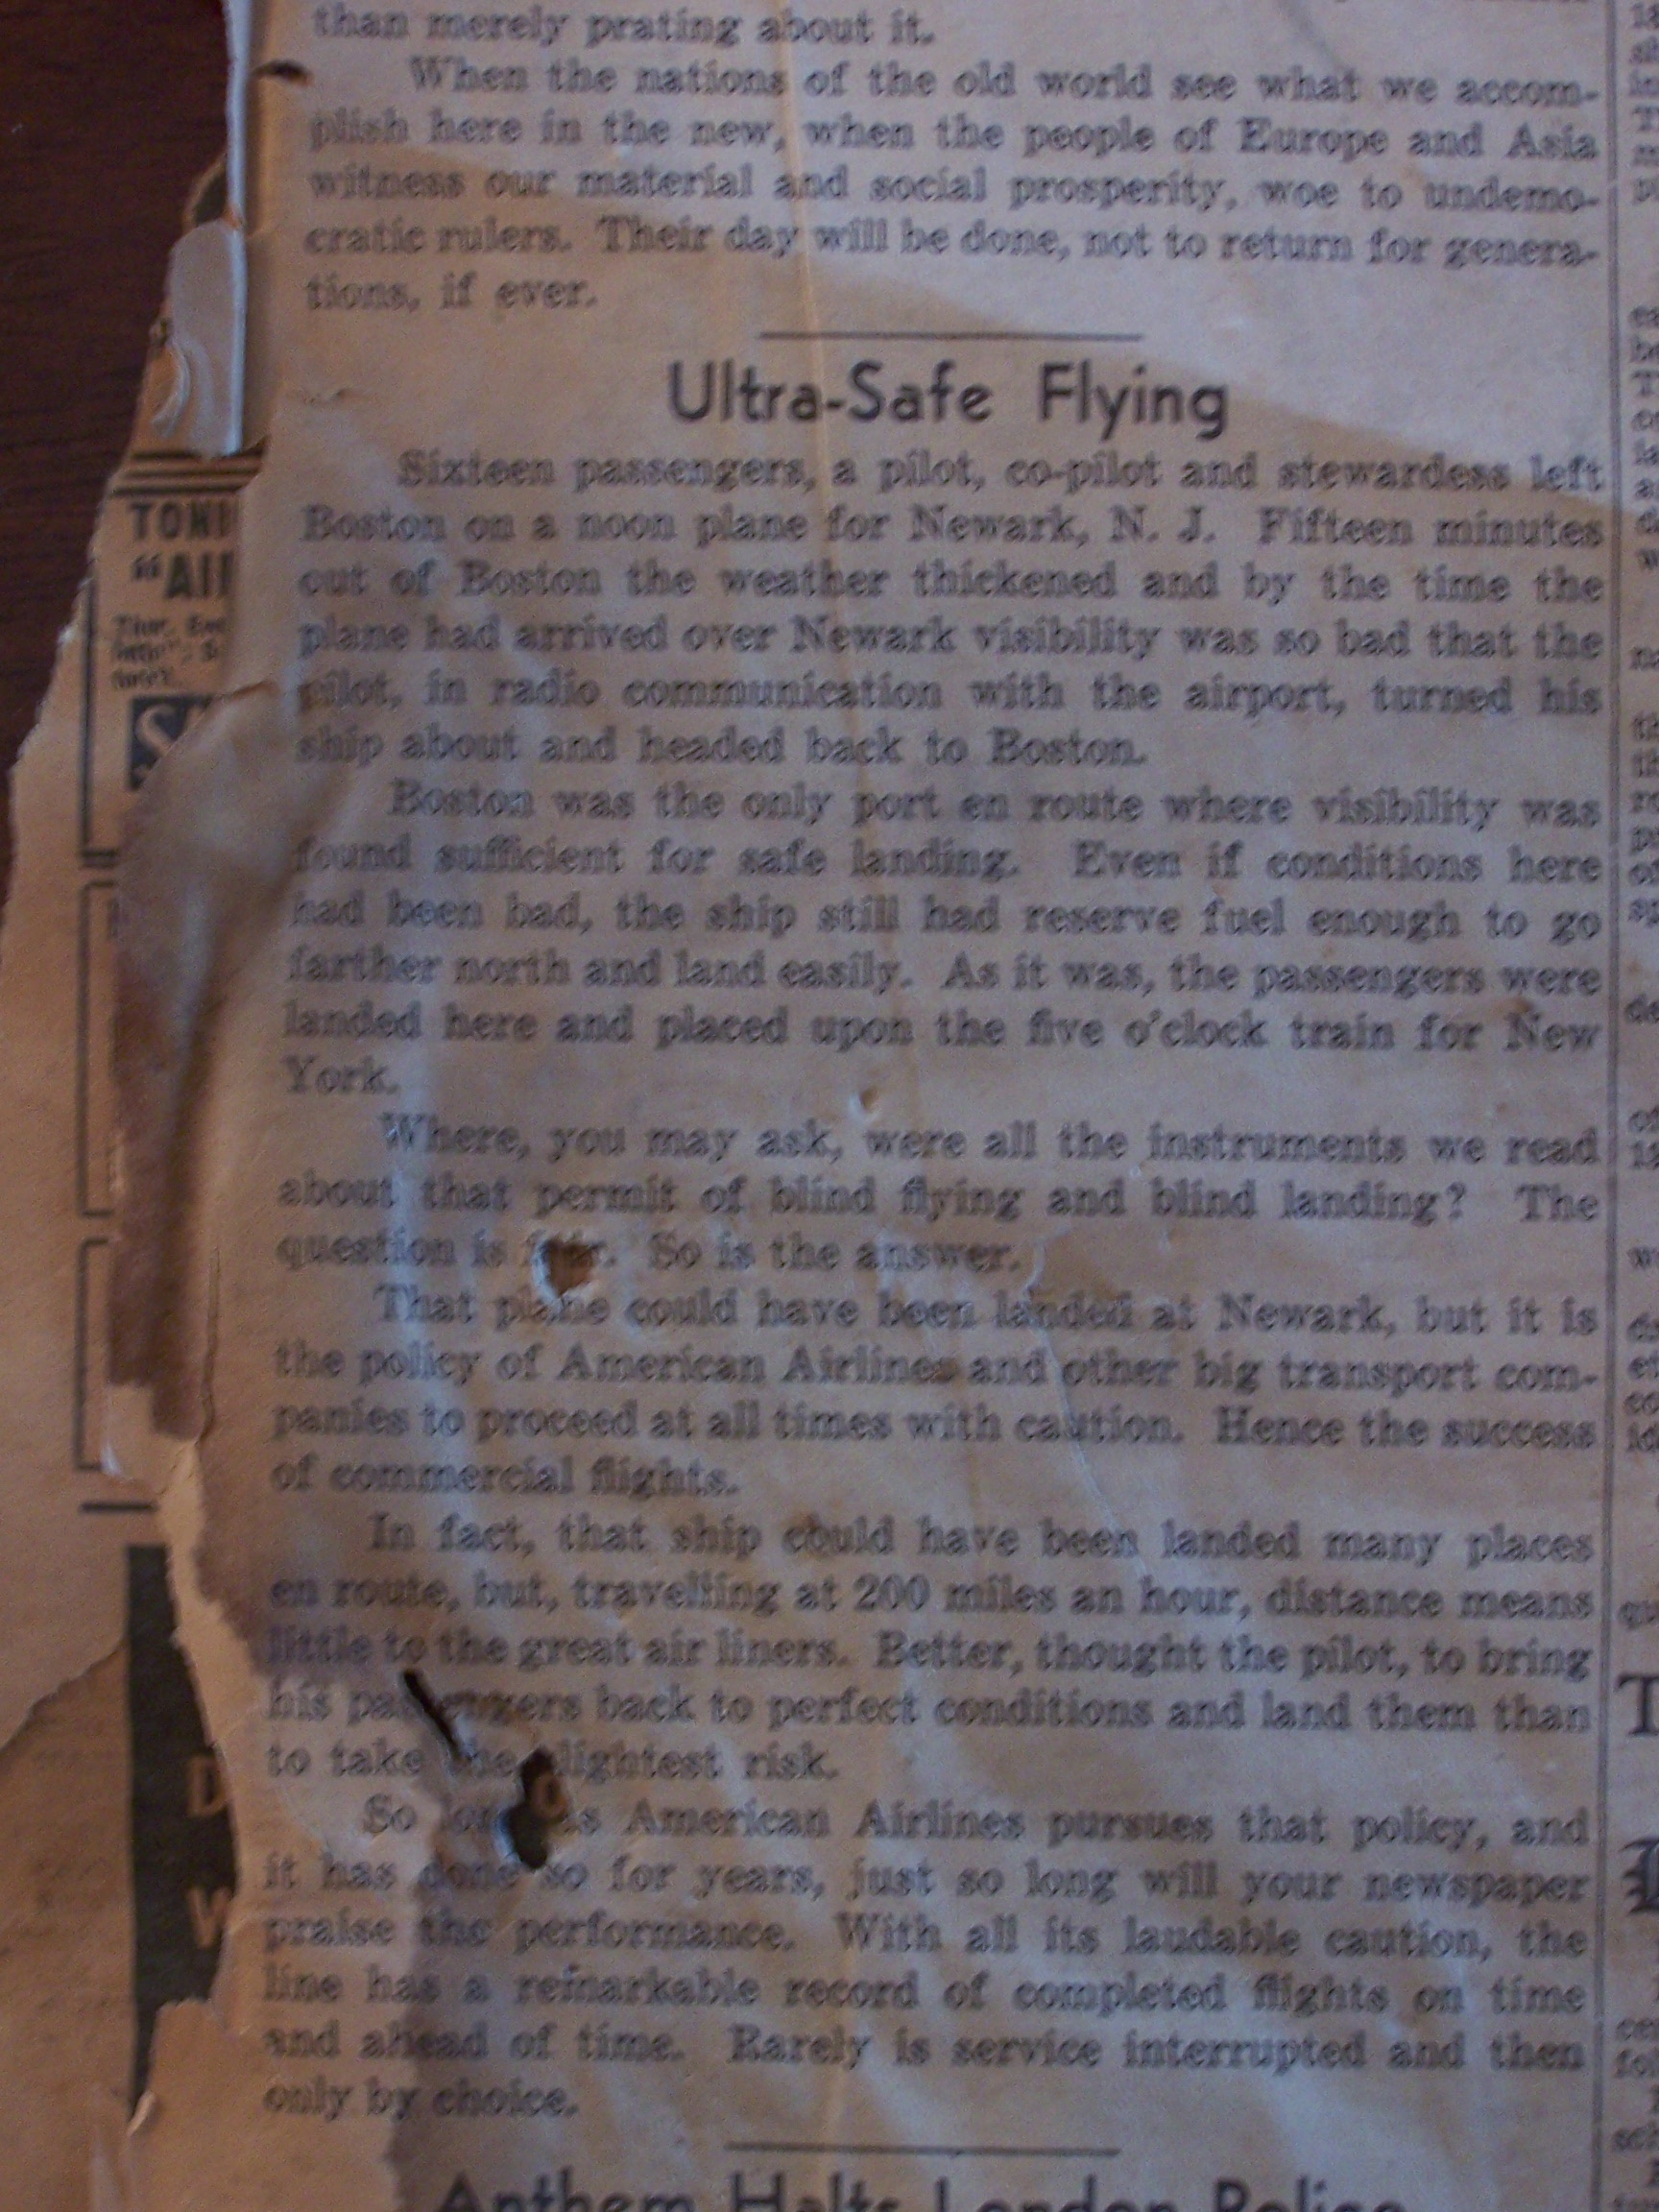 than merely prating about it.
When the nations of the old world see what we accom-
plish here in the new, when the people of Europe and Asia
witness our material and social prosperity, woe to undemo-
cratic rulers. Their day will be done, not to return for genera-
tions, if ever.
Ultra-Safe Flying
Sixteen passengers, a pilot, co-pilot and stewardess left
Boston on a noon plane for Newark, N. J. Fifteen minutes
out of Boston the weather thickened and by the time the
plane had arrived over Newark visibility was so bad that the
pilot, in radio communication with the airport, turned his
ship about and headed back to Boston.
Boston was the only port en route where visibility was
found sufficient for safe landing. Even if conditions here
had been bad, the ship still had reserve fuel enough to go
farther north and land easily. As it was, the passengers were
landed here and placed upon the five o'clock train for New
York.
Where, you may ask, were all the instruments we read
about that permit of blind flying and blind landing? The
question is fair. So is the answer.
That plane could have been landed at Newark, but it is
the policy of American Airlines and other big transport com-
panies to proceed at all times with caution. Hence the success
of commercial flights.
In fact, that ship could have been landed many places
en route, but, travelling at 200 miles an hour, distance means
little to the great air liners. Better, thought the pilot, to bring
his passengers back to perfect conditions and land them than
to take the slightest risk.
So long as American Airlines pursues that policy, and
it has done so for years, just so long will your newspaper
praise the performance. With all its laudable caution, the
line has a remarkable record of completed flights on time
and ahead of time. Rarely is service interrupted and then
only by choice.
Anthem Halts London Police